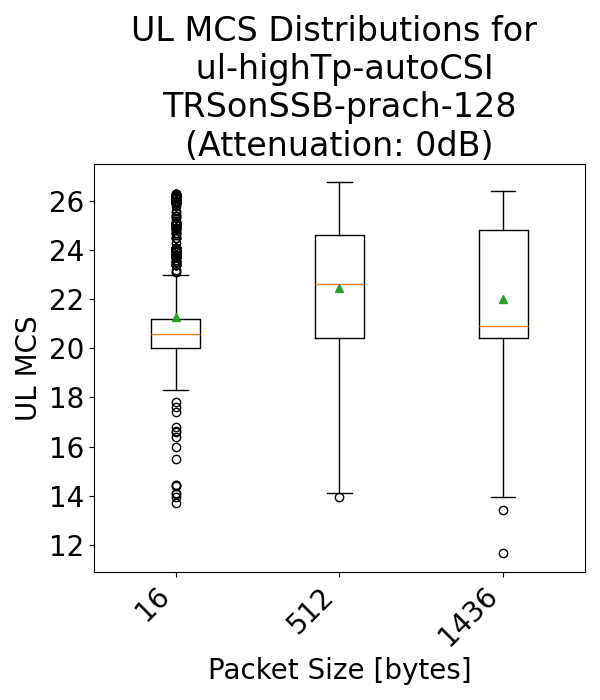 UL MCS Distributions for
ul-highTp-autoCSI
TRSonSSB-prach-128
(Attenuation: 0dB)
26
24
22
20
18
16
14
12
UL MCS
16
512
1436
Packet Size [bytes]